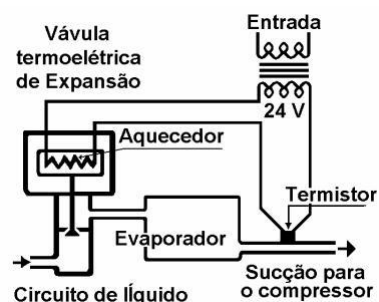 Entrada
Vávula
termoelétrica
de Expansão
24 V
Aquecedor
Termistor
Evaporador
Sucção para
o compressor
Circuito de líquido